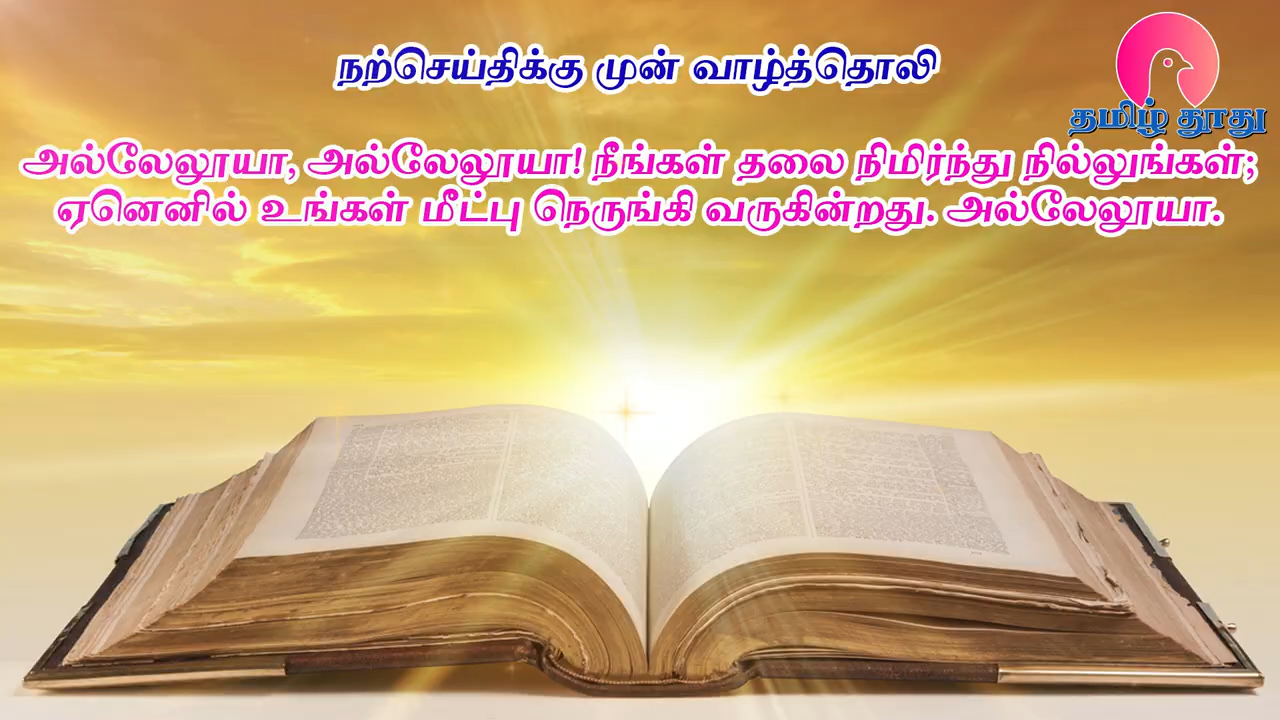 நற்செய்திக்கு முன் வாழ்த்தொலி
தமிழ் தூது
அல்லேலூயா, அல்லேலூயா! நீங்கள் தலை நிமிர்ந்து நில்லுங்கள்;
ஏனெனில் உங்கள் மீட்பு நெருங்கி வருகின்றது. அல்லேலூயா.